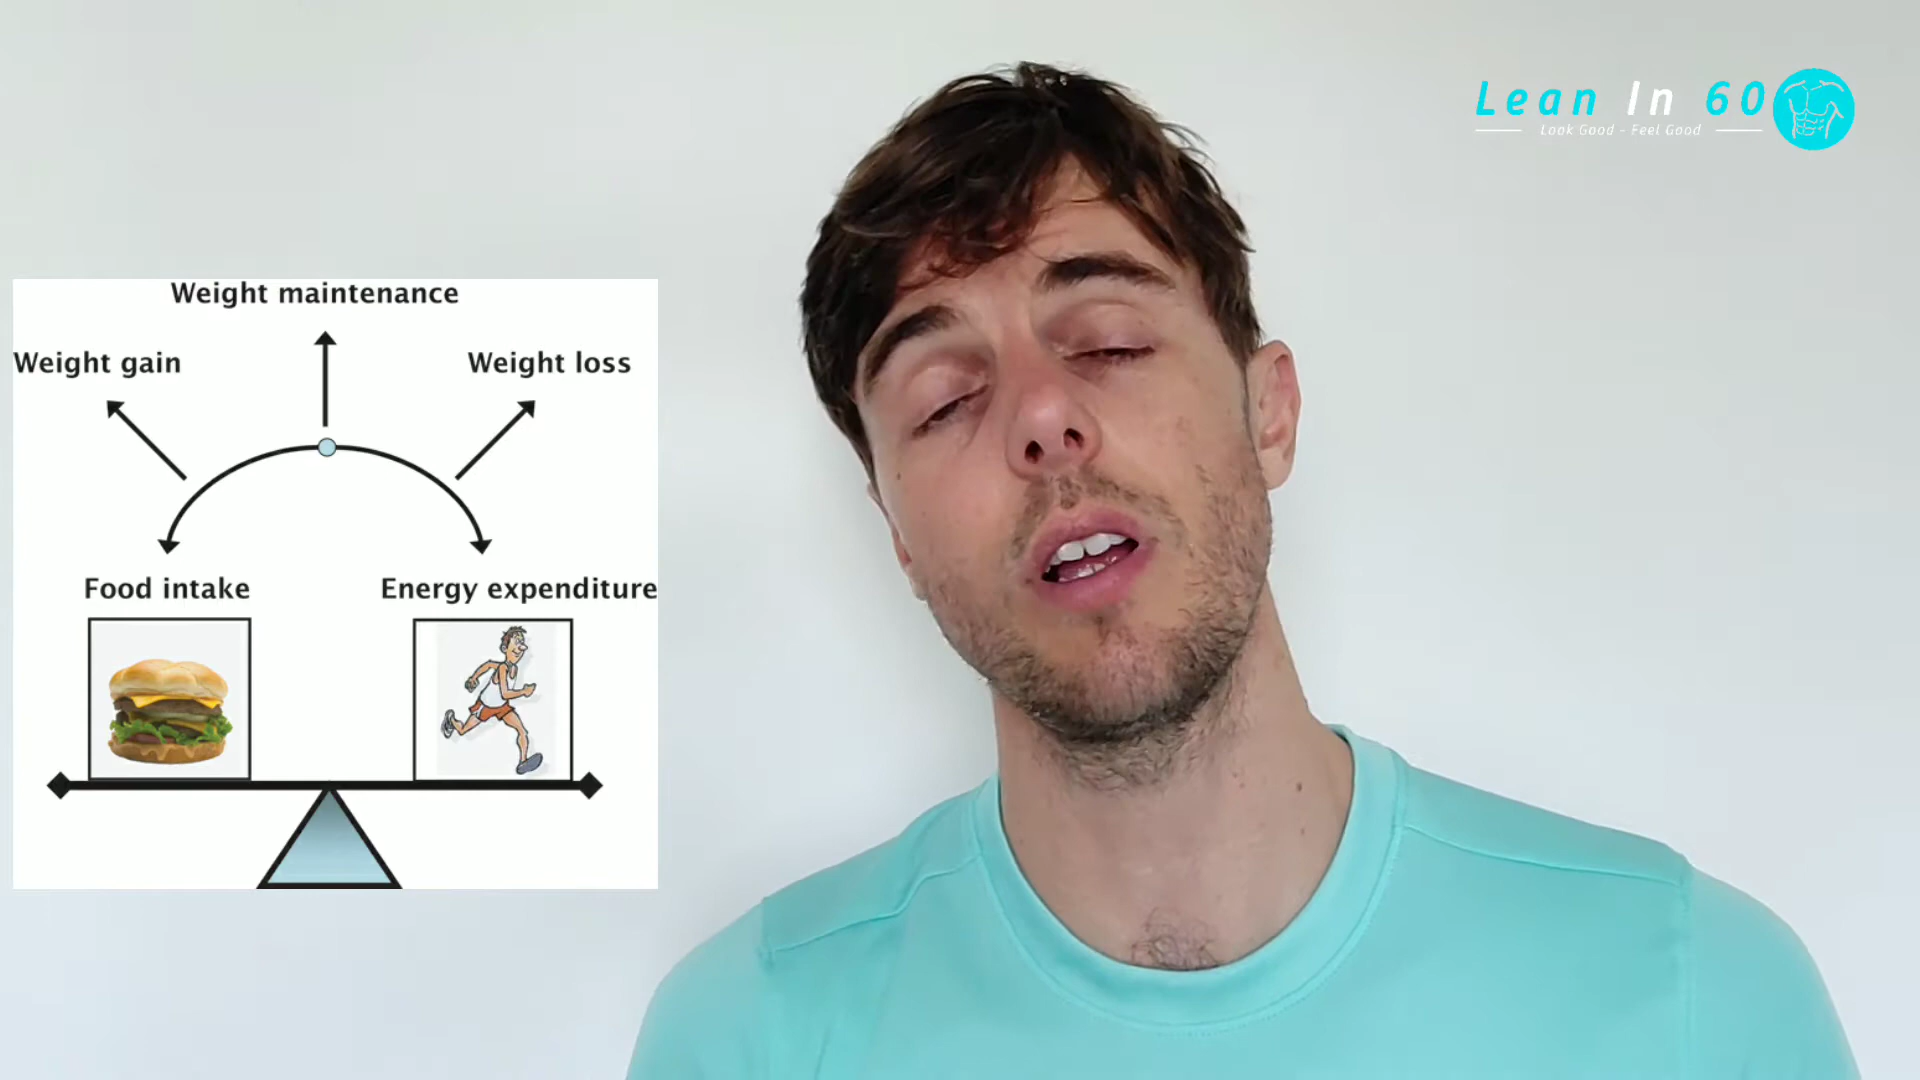 Lean In 60
Look Good - Feel Good
Weight maintenance
Weight gain
Weight loss
Food intake
Energy expenditure